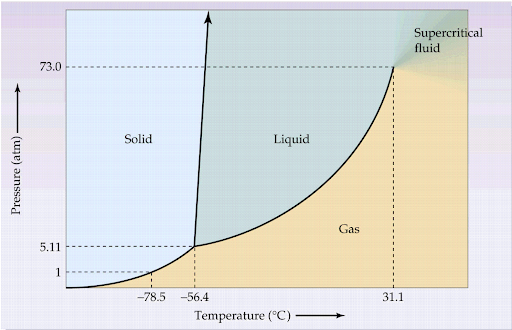 Supercritical
fluid
73.0
Solid
Liquid
Pressure (atm)
Gas
5.11
1
–78.5 –56.4 31.1
Temperature (°C)